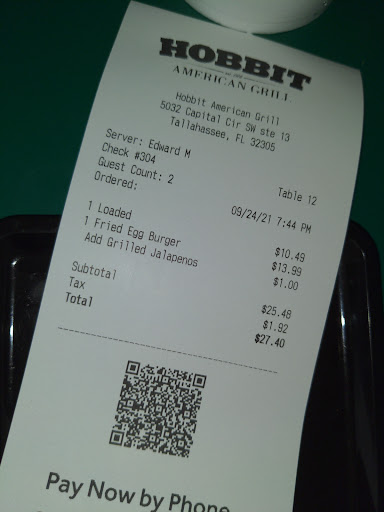 HOBBIT
AMERICAN GRILL
Hobbit American Grill
5032 Capital Cir SW ste 13
Tallahassee, FL 32305
Server: Edward M
Check #304 Table 12
Guest Count: 2
Ordered: 09/24/21 7:44 PM
1 Loaded $10.49
1 Fried Egg Burger $13.99
Add Grilled Jalapenos $1.00
Subtotal $25.48
Tax $1.92
Total $27.40
Pay Now by Phone